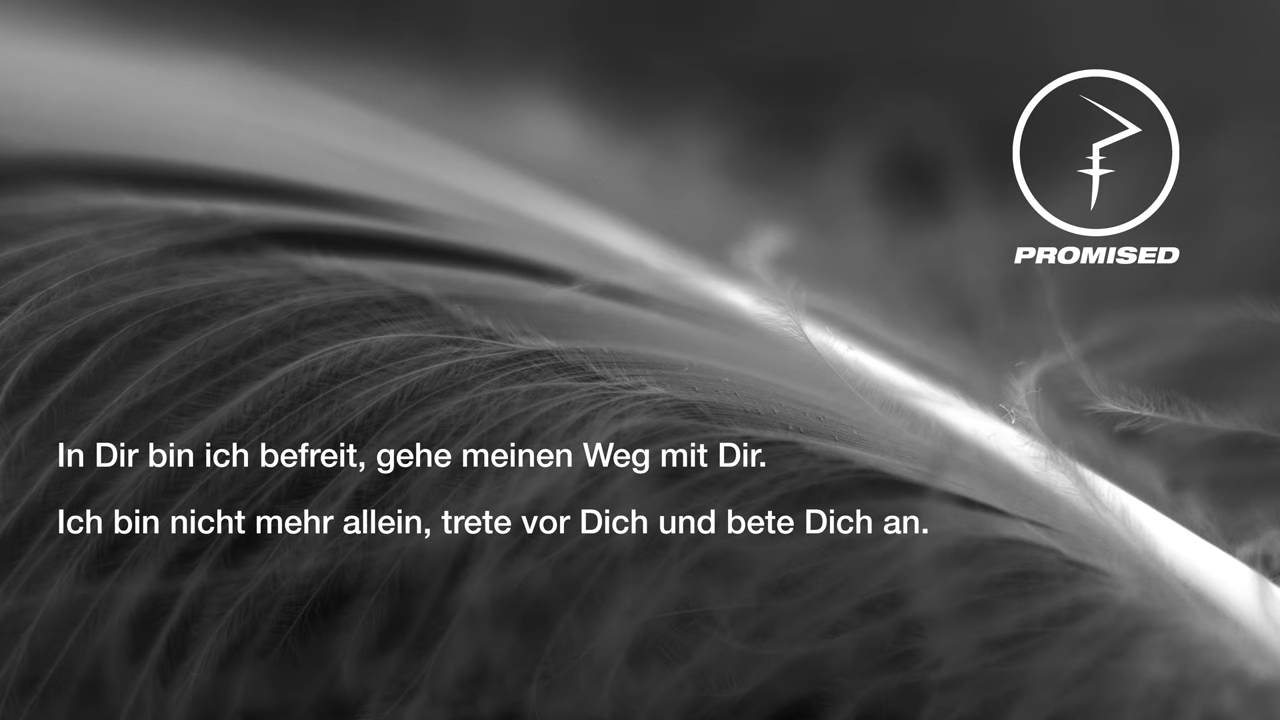 PROMISED
In Dir bin ich befreit, gehe meinen Weg mit Dir.
Ich bin nicht mehr allein, trete vor Dich und bete Dich an.